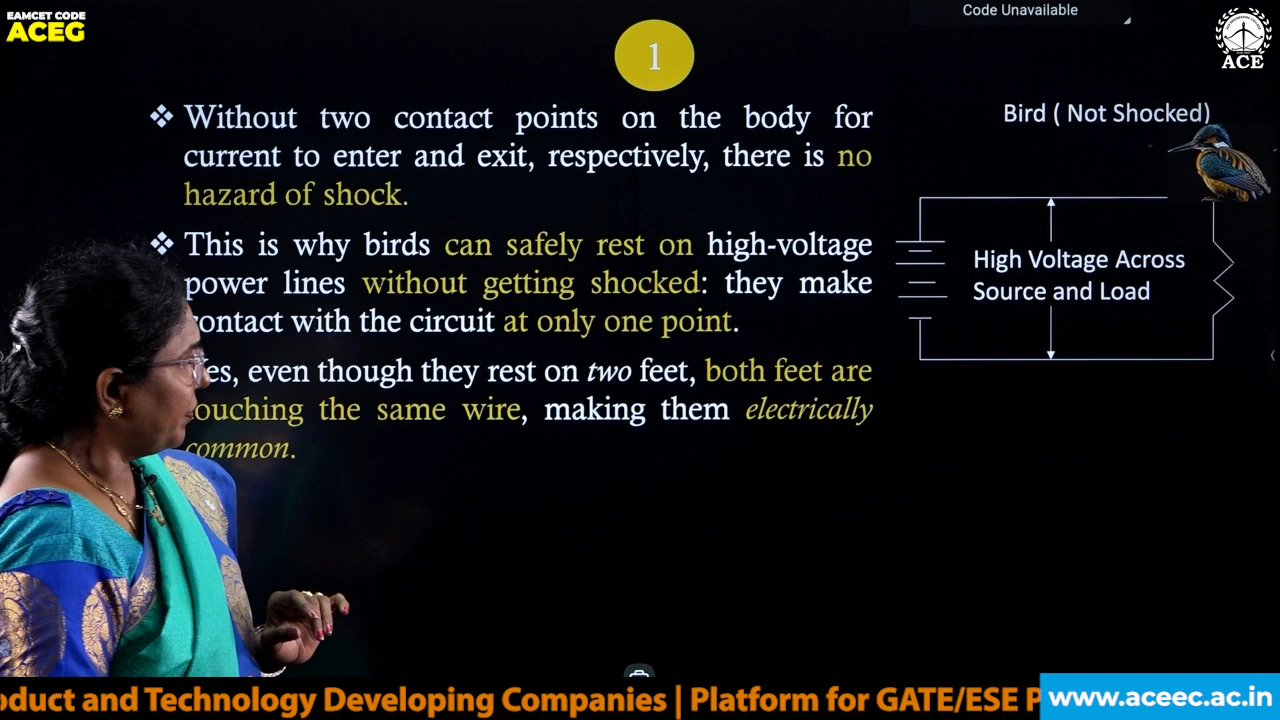 EAMCET CODE
ACEG
Code Unavailable
ACE
1
❖ Without two contact points on the body for
current to enter and exit, respectively, there is no
hazard of shock.
❖ This is why birds can safely rest on high-voltage
power lines without getting shocked: they make
contact with the circuit at only one point.
es, even though they rest on two feet, both feet are
ouching the same wire, making them electrically
common.
Bird ( Not Shocked)
High Voltage Across
Source and Load
oduct and Technology Developing Companies | Platform for GATE/ESE P
www.aceec.ac.in